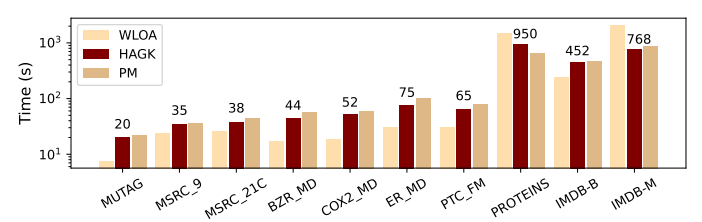 Time (s)
10³
10²
10¹
WLOA
HAGK
PM
20 35 38 44 52 75 65 950 452 768
MUTAG MSRC_9 MSRC_21C BZR_MD COX2_MD ER_MD PTC_FM PROTEINS IMDB-B IMDB-M